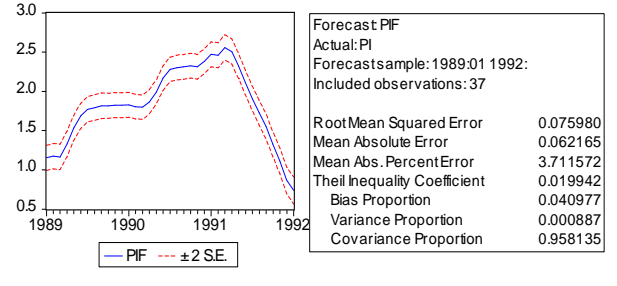 3.0
2.5
2.0
1.5
1.0
0.5
1989 1990 1991 1992
PIF ± 2 S.E.
Forecast: PIF
Actual: PI
Forecast sample: 1989:01 1992:
Included observations: 37
Root Mean Squared Error 0.075980
Mean Absolute Error 0.062165
Mean Abs. Percent Error 3.711572
Theil Inequality Coefficient 0.019942
Bias Proportion 0.040977
Variance Proportion 0.000887
Covariance Proportion 0.958135